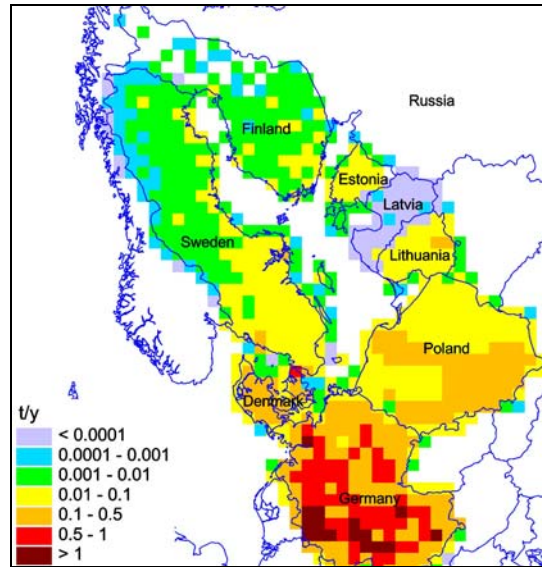 Russia
Finland
Estonia
Latvia
Sweden
Lithuania
Poland
Denmark
Germany
t/y
< 0.0001
0.0001 - 0.001
0.001 - 0.01
0.01 - 0.1
0.1 - 0.5
0.5 - 1
> 1